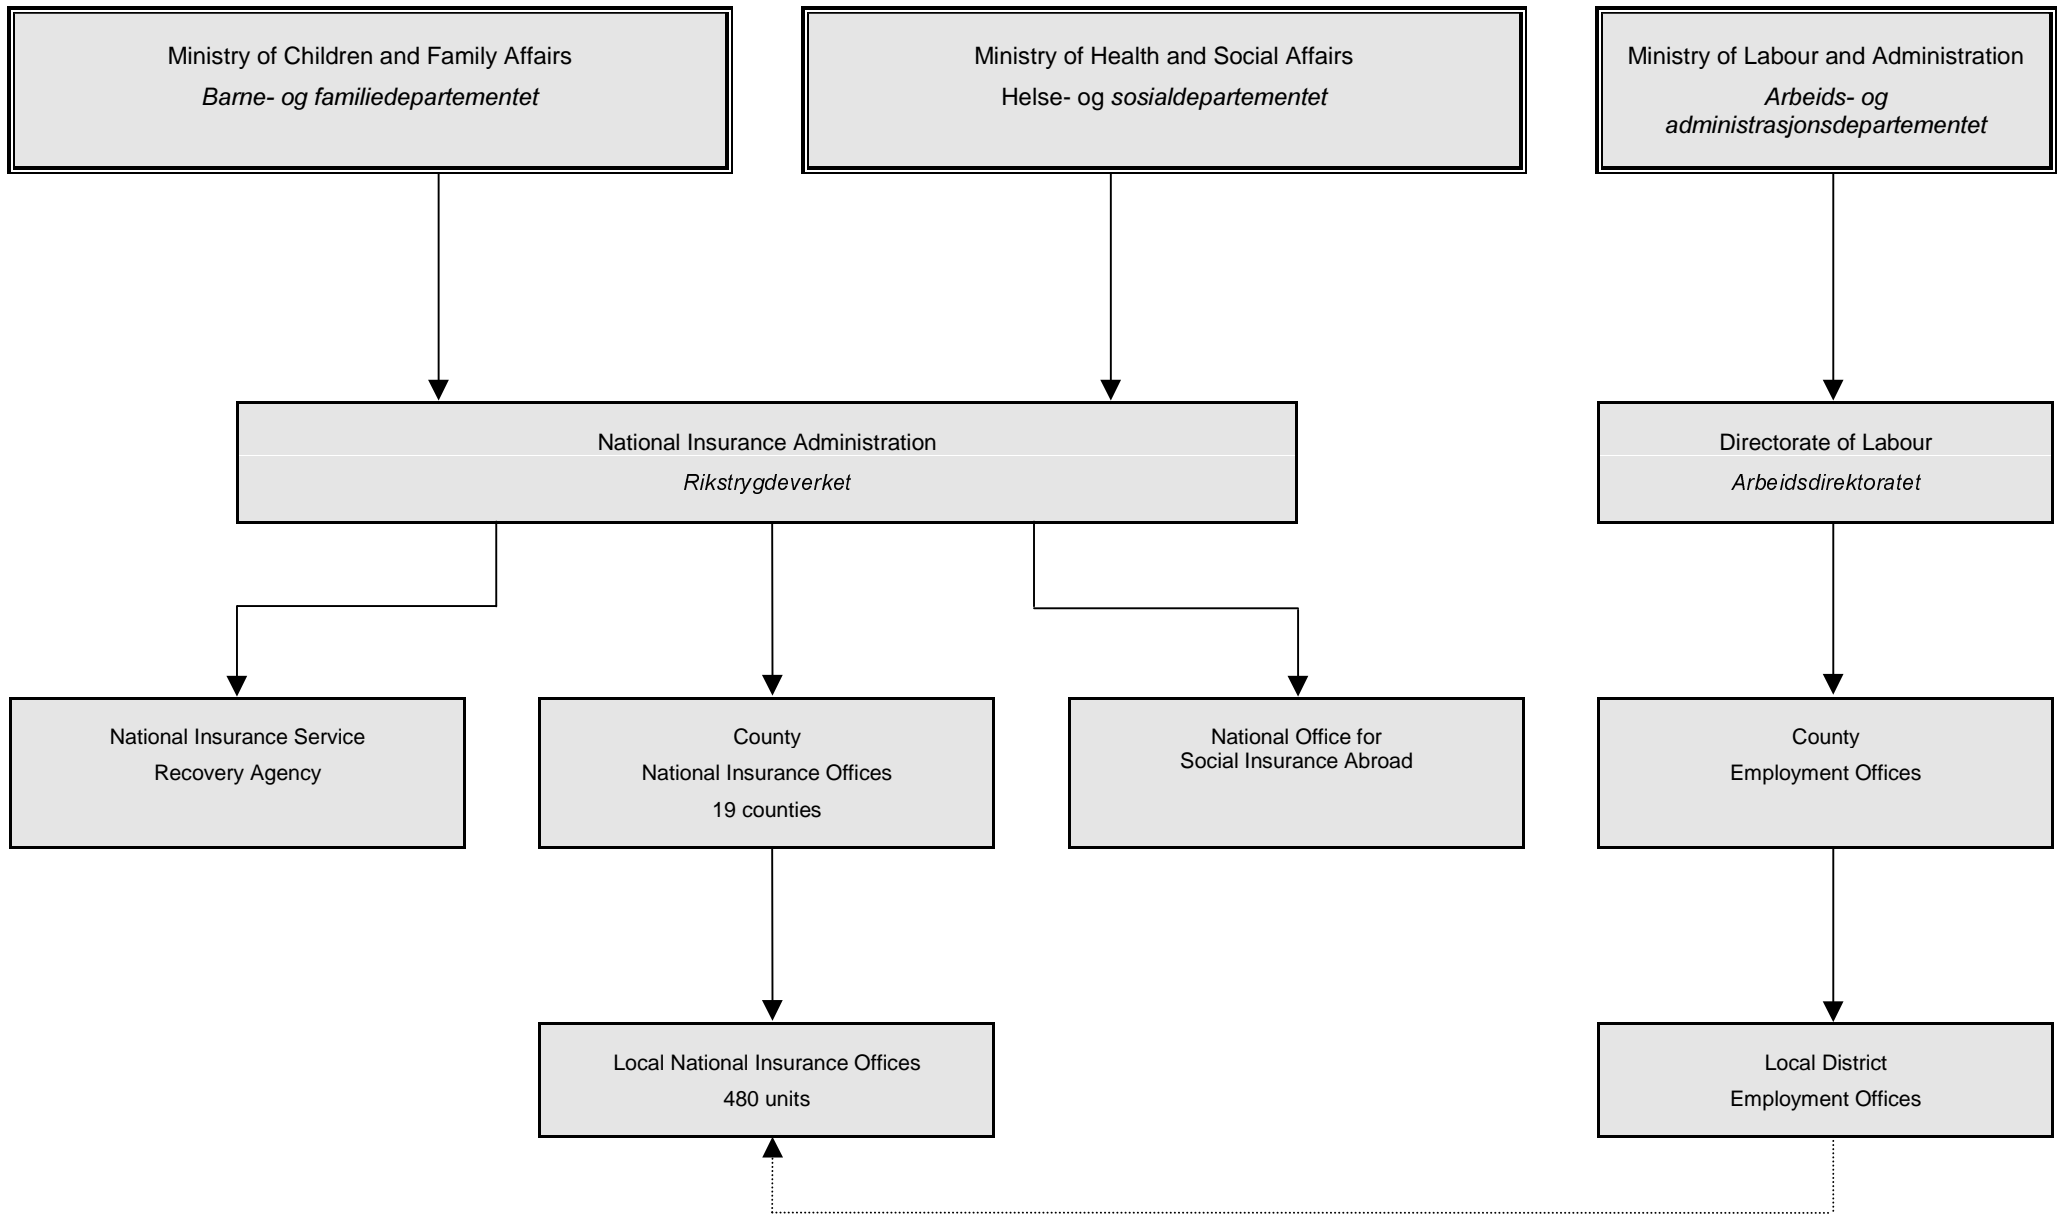 Ministry of Children and Family Affairs
Barne- og familiedepartementet
Ministry of Health and Social Affairs
Helse- og sosialdepartementet
Ministry of Labour and Administration
Arbeids- og
administrasjonsdepartementet
National Insurance Administration
Rikstrygdeverket
Directorate of Labour
Arbeidsdirektoratet
National Insurance Service
Recovery Agency
County
National Insurance Offices
19 counties
National Office for
Social Insurance Abroad
County
Employment Offices
Local National Insurance Offices
480 units
Local District
Employment Offices